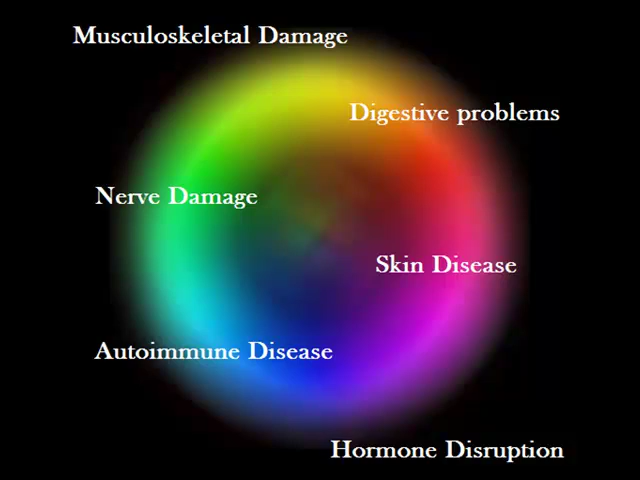 Musculoskeletal Damage
Digestive problems
Nerve Damage
Skin Disease
Autoimmune Disease
Hormone Disruption